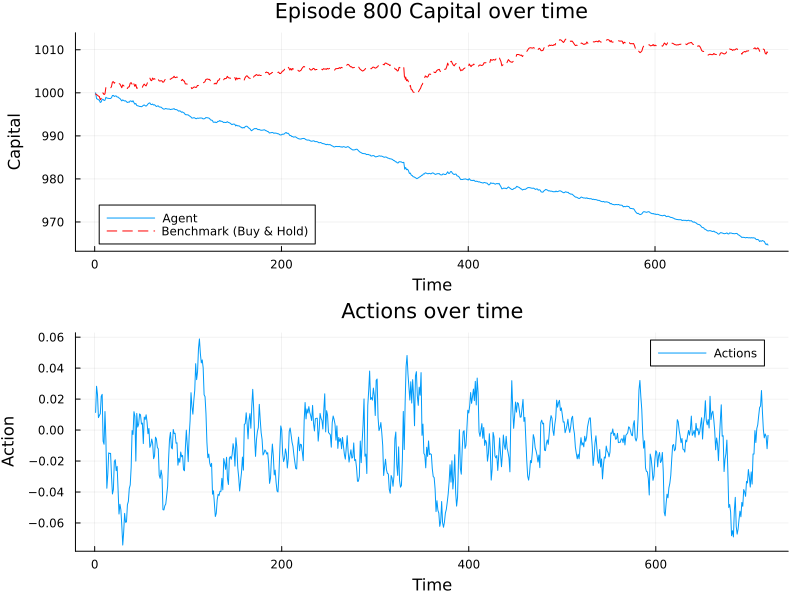 Episode 800 Capital over time
1010
1000
990
980
970
Capital
Agent
Benchmark (Buy & Hold)
0 200 400 600
Time
Actions over time
0.06
0.04
0.02
0.00
−0.02
−0.04
−0.06
Action
Actions
0 200 400 600
Time